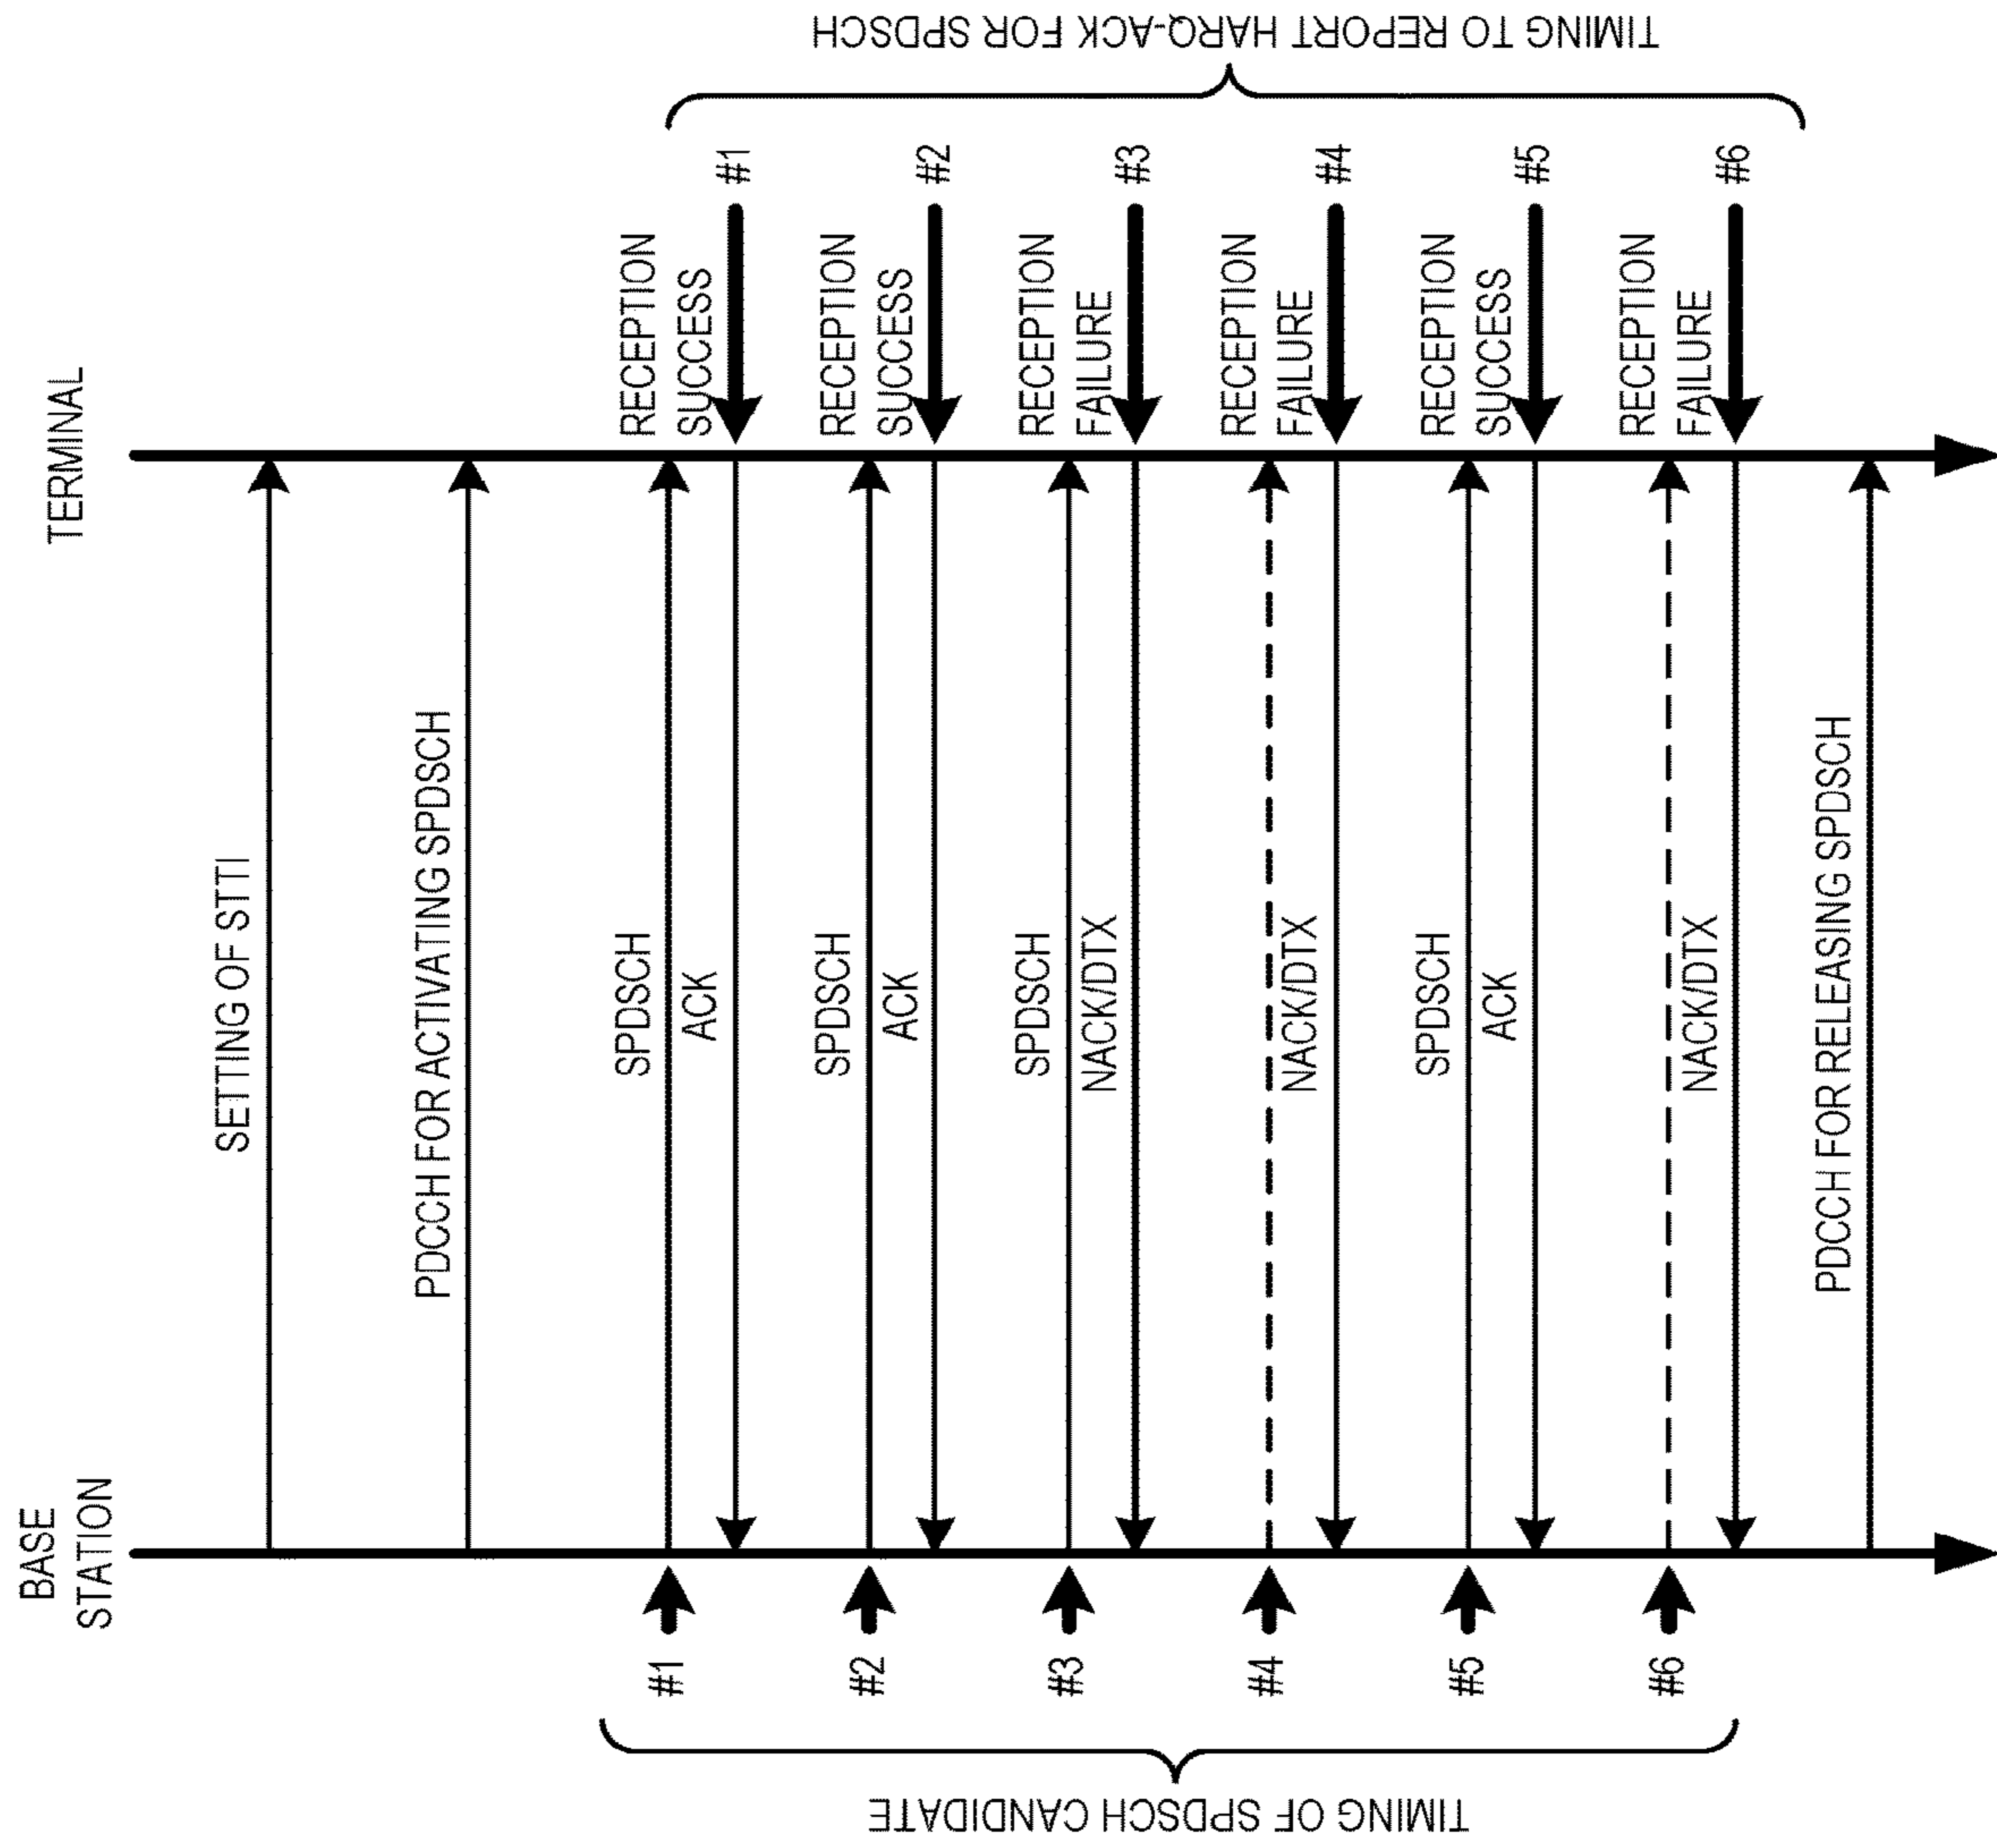 BASE
STATION
TERMINAL
SETTING OF STTI
PDCCH FOR ACTIVATING SPDSCH
TIMING OF SPDSCH CANDIDATE
TIMING TO REPORT HARQ-ACK FOR SPDSCH
#1
SPDSCH
ACK
RECEPTION
SUCCESS
#1
#2
SPDSCH
ACK
RECEPTION
SUCCESS
#2
#3
SPDSCH
NACK/DTX
RECEPTION
FAILURE
#3
#4
NACK/DTX
RECEPTION
FAILURE
#4
#5
SPDSCH
ACK
RECEPTION
SUCCESS
#5
#6
NACK/DTX
RECEPTION
FAILURE
#6
PDCCH FOR RELEASING SPDSCH